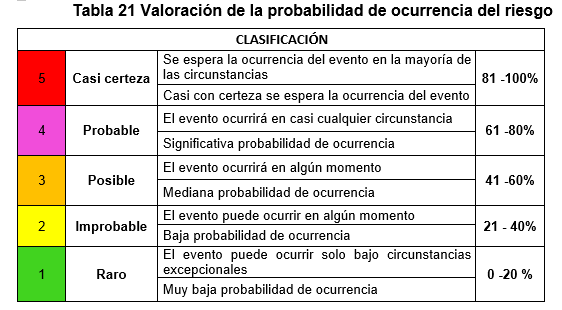 Tabla 21 Valoración de la probabilidad de ocurrencia del riesgo
CLASIFICACIÓN
5
Casi certeza
Se espera la ocurrencia del evento en la mayoría de
las circunstancias
Casi con certeza se espera la ocurrencia del evento
81 -100%
4
Probable
El evento ocurrirá en casi cualquier circunstancia
Significativa probabilidad de ocurrencia
61 -80%
3
Posible
El evento ocurrirá en algún momento
Mediana probabilidad de ocurrencia
41 -60%
2
Improbable
El evento puede ocurrir en algún momento
Baja probabilidad de ocurrencia
21 - 40%
1
Raro
El evento puede ocurrir solo bajo circunstancias
excepcionales
Muy baja probabilidad de ocurrencia
0 -20 %